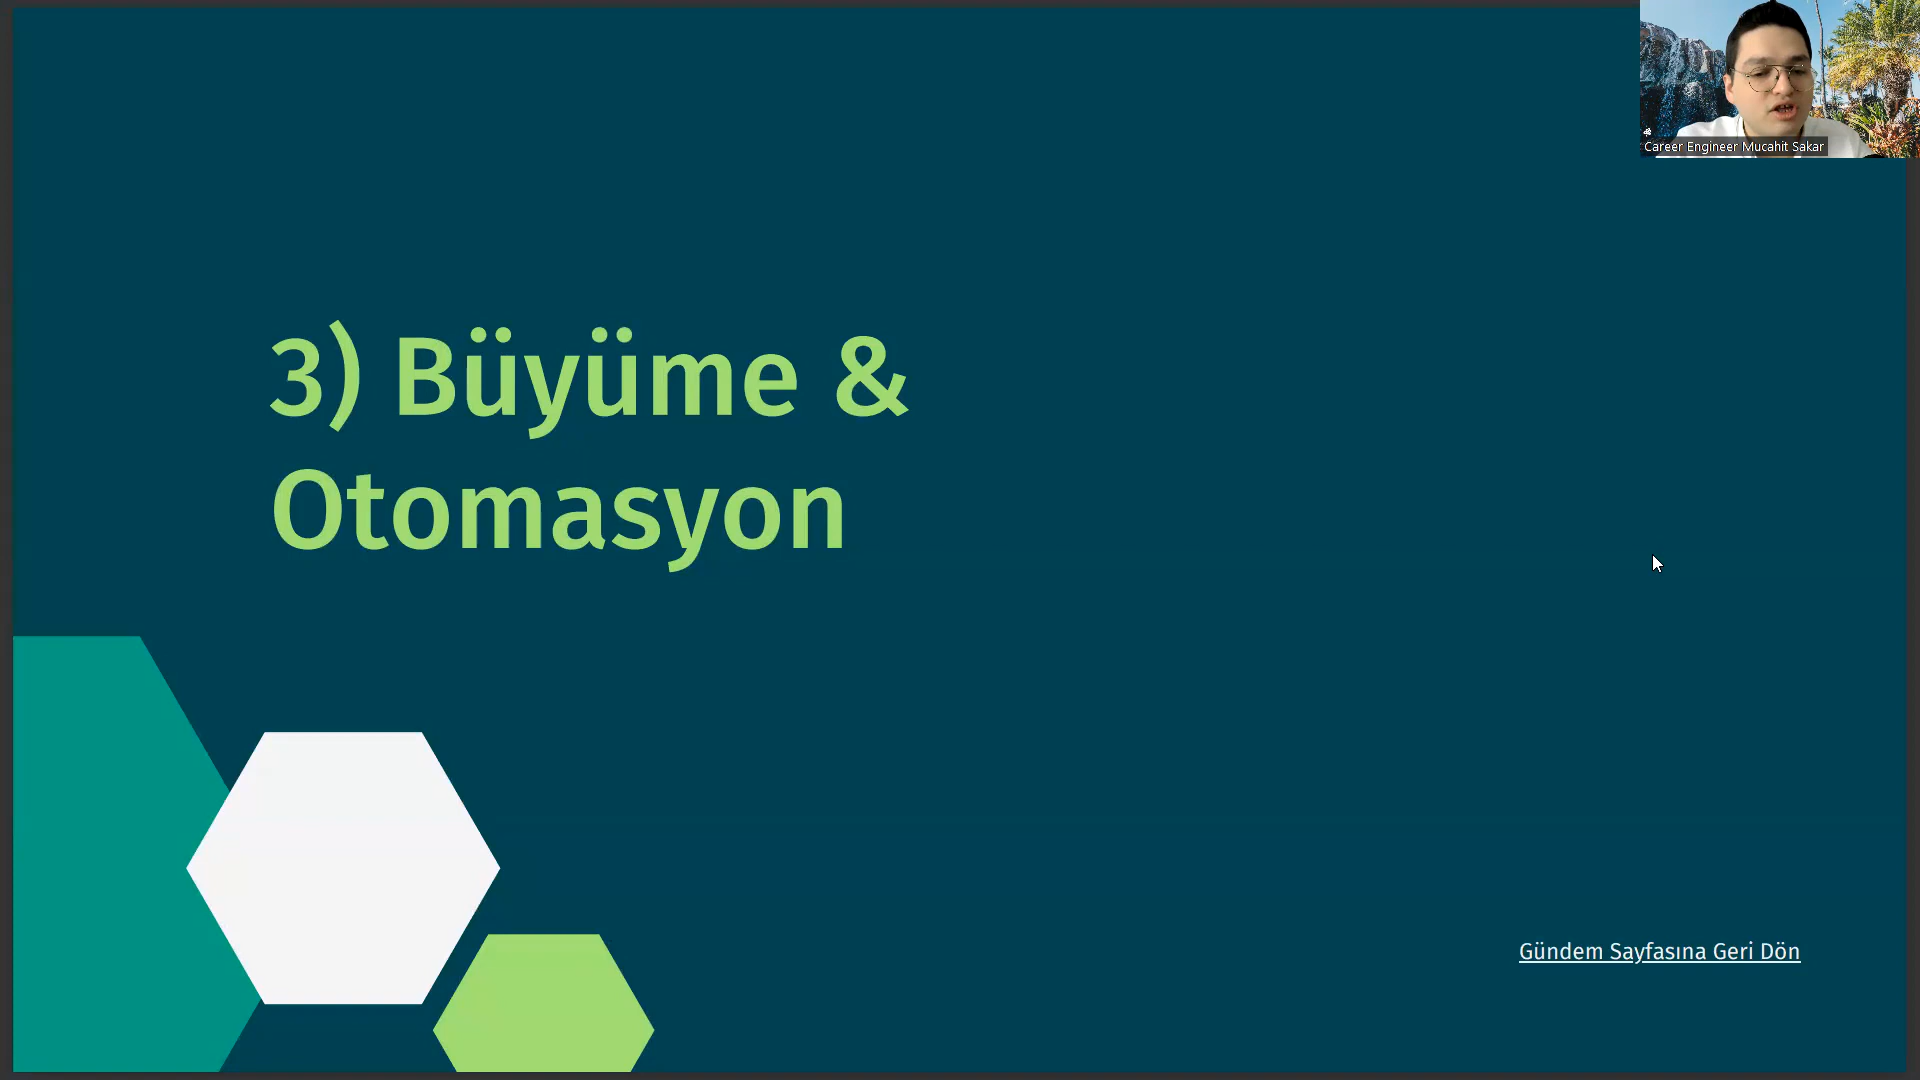 Career Engineer Mucahit Sakar
3) Büyüme &
Otomasyon
Gündem Sayfasına Geri Dön